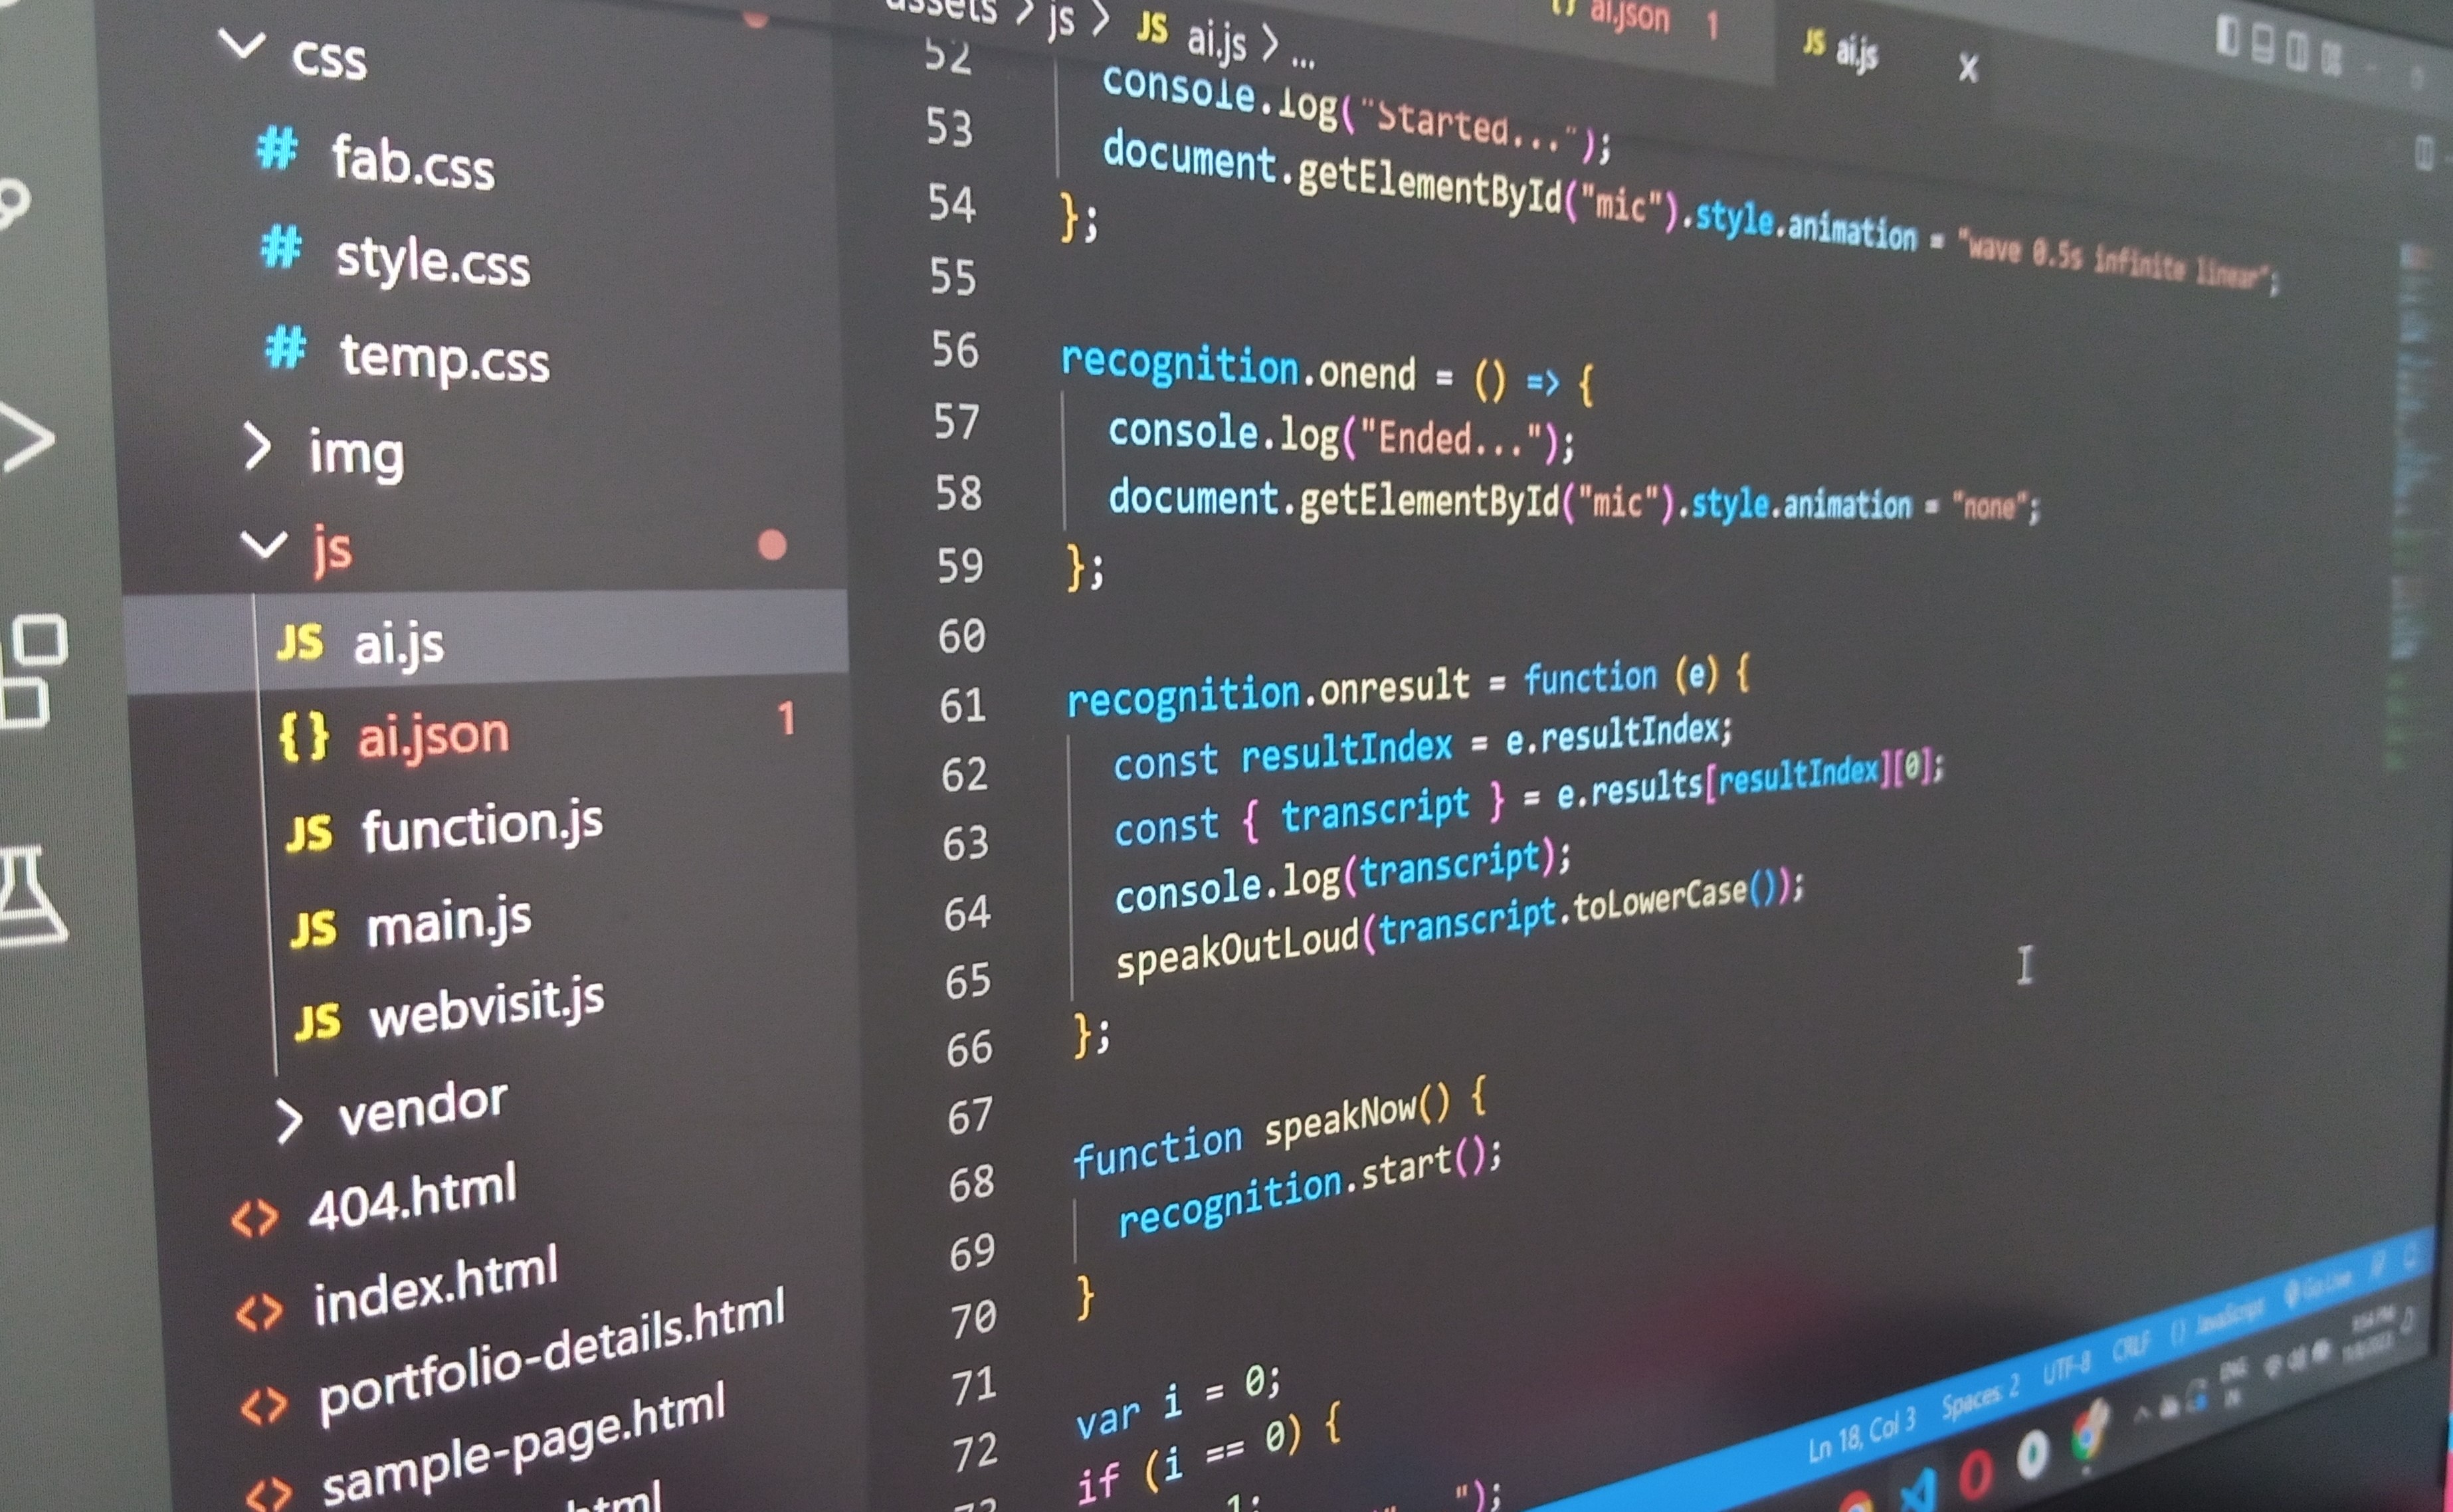 css
fab.css
style.css
temp.css
img
js
JS ai.js
{} ai.json 1
JS function.js
JS main.js
JS webvisit.js
vendor
<> 404.html
<> index.html
<> portfolio-details.html
<> sample-page.html
html
assets > js > JS ai.js > ...
{} ai.json 1
JS ai.js X
52 console.log("Started...");
53 document.getElementById("mic").style.animation = "wave 0.5s infinite linear";
54 };
55
56 recognition.onend = () => {
57 console.log("Ended...");
58 document.getElementById("mic").style.animation = "none";
59 };
60
61 recognition.onresult = function (e) {
62 const resultIndex = e.resultIndex;
63 const { transcript } = e.results[resultIndex][0];
64 console.log(transcript);
65 speakOutLoud(transcript.toLowerCase());
66 };
67
68 function speakNow() {
69 recognition.start();
70 }
71
72 var i = 0;
73 if (i == 0) {
Ln 18, Col 3 Spaces: 2 UTF-8 CRLF {} JavaScript Go Live
ENG
IN